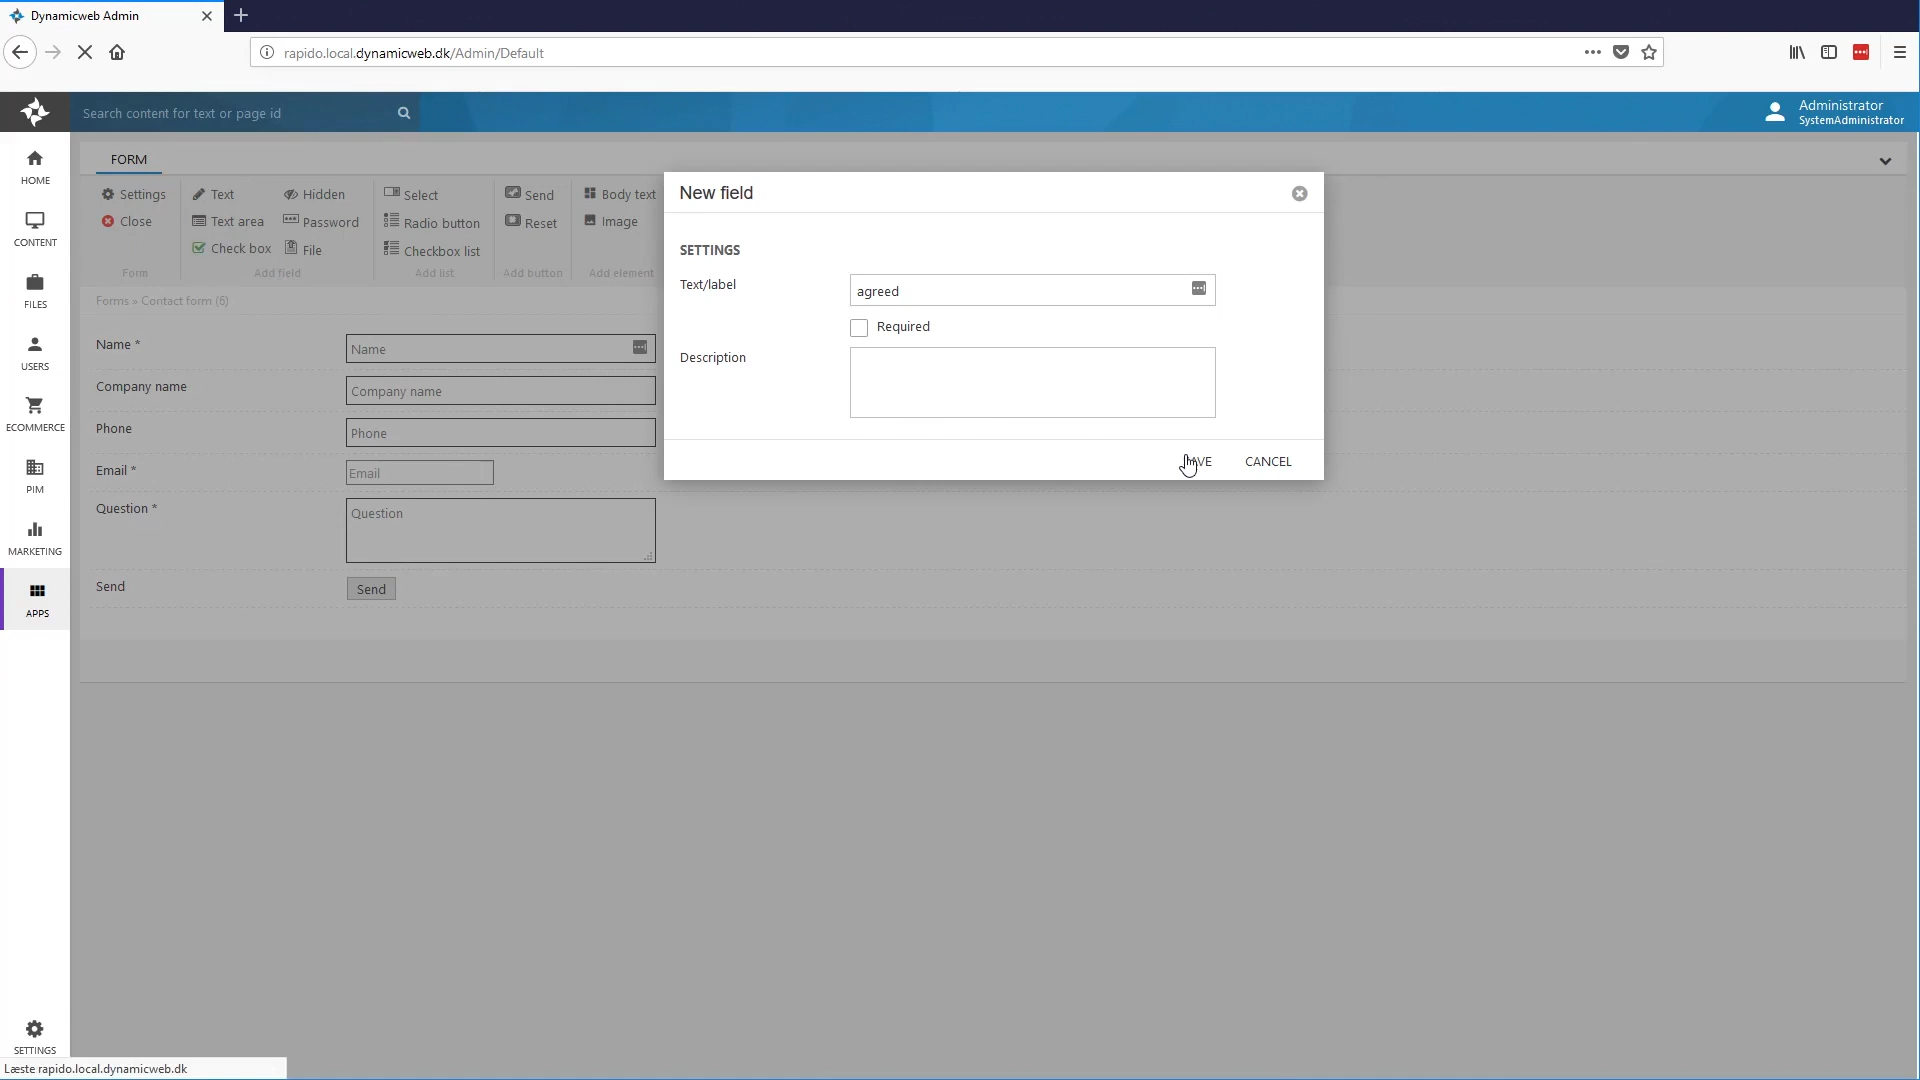 Dynamicweb Admin
rapido.local.dynamicweb.dk/Admin/Default
Search content for text or page id
Administrator
SystemAdministrator
HOME
CONTENT
FILES
USERS
ECOMMERCE
PIM
MARKETING
APPS
SETTINGS
FORM
Settings
Close
Form
Text
Text area
Check box
Hidden
Password
File
Add field
Select
Radio button
Checkbox list
Add list
Send
Reset
Add button
Body text
Image
Add element
Forms » Contact form (6)
Name *
Name
Company name
Company name
Phone
Phone
Email *
Email
Question *
Question
Send
Send
New field
SETTINGS
Text/label
agreed
Required
Description
CANCEL
Læste rapido.local.dynamicweb.dk